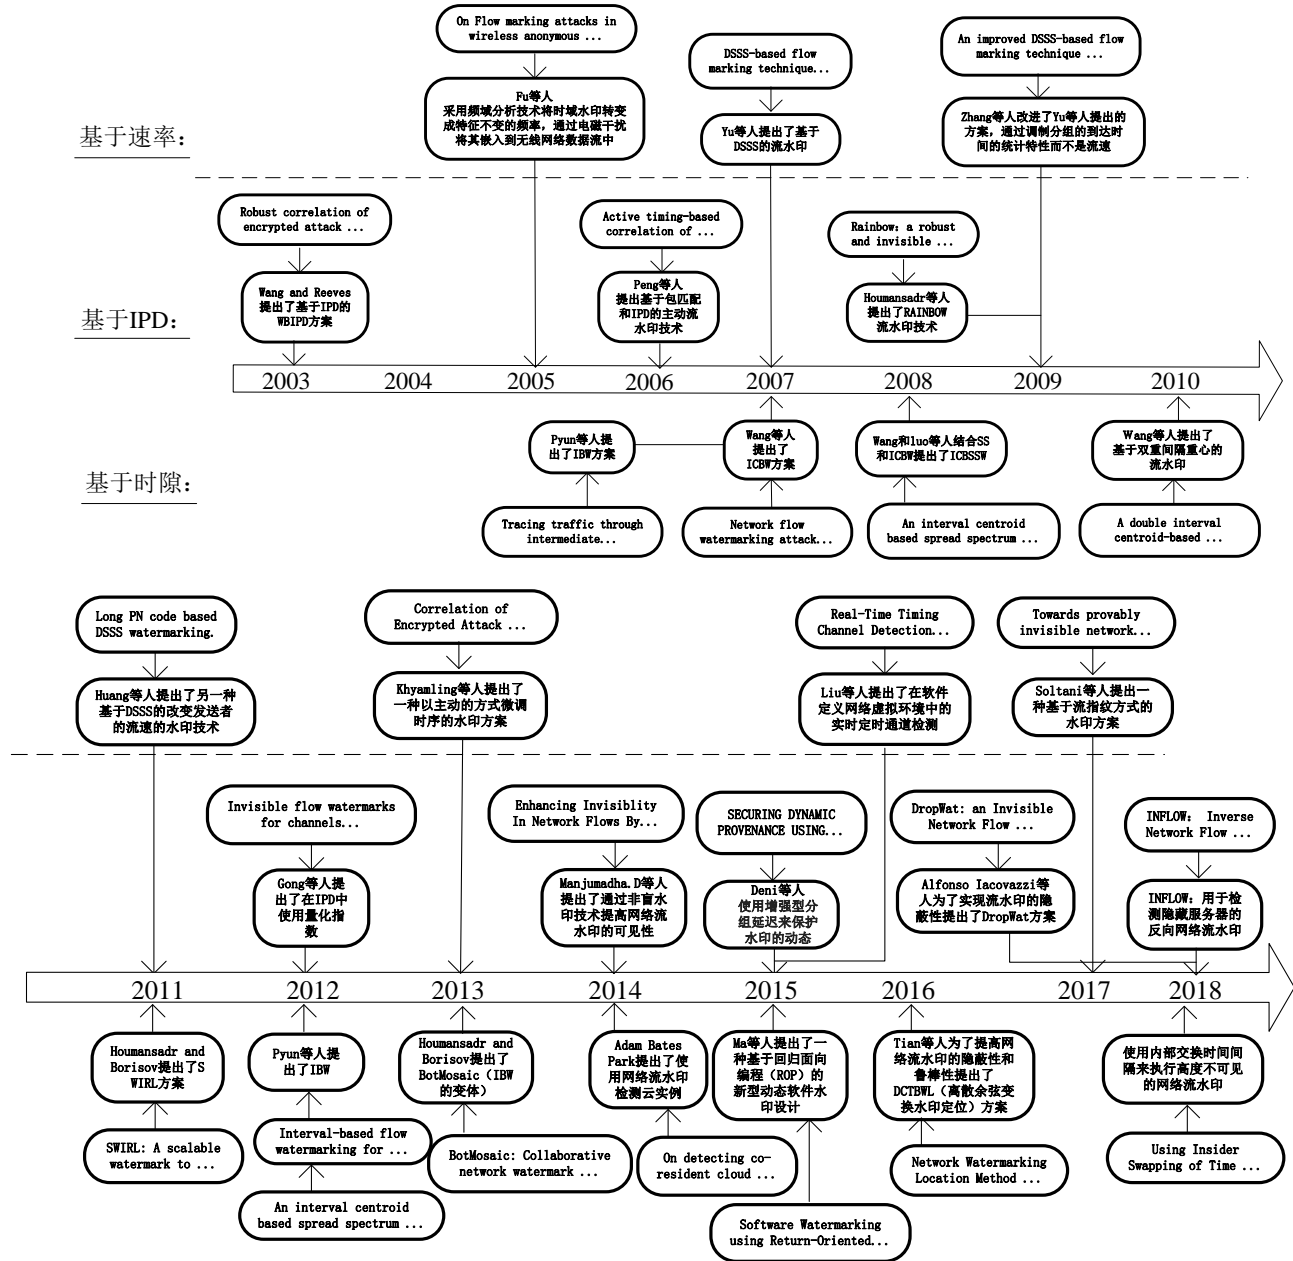 On Flow marking attacks in
wireless anonymous ...
DSSS-based flow
marking technique...
An improved DSSS-based flow
marking technique ...
基于速率：
Fu等人
采用频域分析技术将时域水印转变
成特征不变的频率，通过电磁干扰
将其嵌入到无线网络数据流中
Yu等人提出了基于
DSSS的流水印
Zhang等人改进了Yu等人提出的
方案，通过调制分组的到达时
间的统计特性而不是流速
Robust correlation of
encrypted attack ...
Active timing-based
correlation of ...
Rainbow: a robust
and invisible ...
基于IPD：
Wang and Reeves
提出了基于IPD的
WBIPD方案
Peng等人
提出基于包匹配
和IPD的主动流
水印技术
Houmansadr等人
提出了RAINBOW
流水印技术
2003
2004
2005
2006
2007
2008
2009
2010
基于时隙：
Pyun等人提
出了IBW方案
Wang等人
提出了
ICBW方案
Wang和luo等人结合SS
和ICBW提出了ICBSSW
Wang等人提出了
基于双重间隔重心的
流水印
Tracing traffic through
intermediate...
Network flow
watermarking attack...
An interval centroid
based spread spectrum ...
A double interval
centroid-based ...
Long PN code based
DSSS watermarking.
Correlation of
Encrypted Attack ...
Real-Time Timing
Channel Detection...
Towards provably
invisible network...
Huang等人提出了另一种
基于DSSS的改变发送者
的流速的水印技术
Khyamling等人提出了
一种以主动的方式微调
时序的水印方案
Liu等人提出了在软件
定义网络虚拟环境中的
实时定时通道检测
Soltani等人提出一
种基于流指纹方式的
水印方案
Invisible flow watermarks
for channels...
Enhancing Invisiblity
In Network Flows By...
SECURING DYNAMIC
PROVENANCE USING...
DropWat: an Invisible
Network Flow ...
INFLOW: Inverse
Network Flow ...
Gong等人提
出了在IPD中
使用量化指
数
Manjumadha.D等人
提出了通过非盲水
印技术提高网络流
水印的可见性
Deni等人
使用增强型分
组延迟来保护
水印的动态
Alfonso Iacovazzi等
人为了实现流水印的隐
蔽性提出了DropWat方案
INFLOW：用于检
测隐藏服务器的
反向网络流水印
2011
2012
2013
2014
2015
2016
2017
2018
Houmansadr and
Borisov提出了S
WIRL方案
Pyun等人提
出了IBW
Houmansadr and
Borisov提出了
BotMosaic（IBW
的变体）
Adam Bates
Park提出了使
用网络流水印
检测云实例
Ma等人提出了一
种基于回归面向
编程（ROP）的
新型动态软件水
印设计
Tian等人为了提高网
络流水印的隐蔽性和
鲁棒性提出了
DCTBWL（离散余弦变
换水印定位）方案
使用内部交换时间间
隔来执行高度不可见
的网络流水印
SWIRL: A scalable
watermark to ...
Interval-based flow
watermarking for ...
BotMosaic: Collaborative
network watermark ...
On detecting co-
resident cloud ...
Network Watermarking
Location Method ...
Using Insider
Swapping of Time ...
An interval centroid
based spread spectrum ...
Software Watermarking
using Return-Oriented...